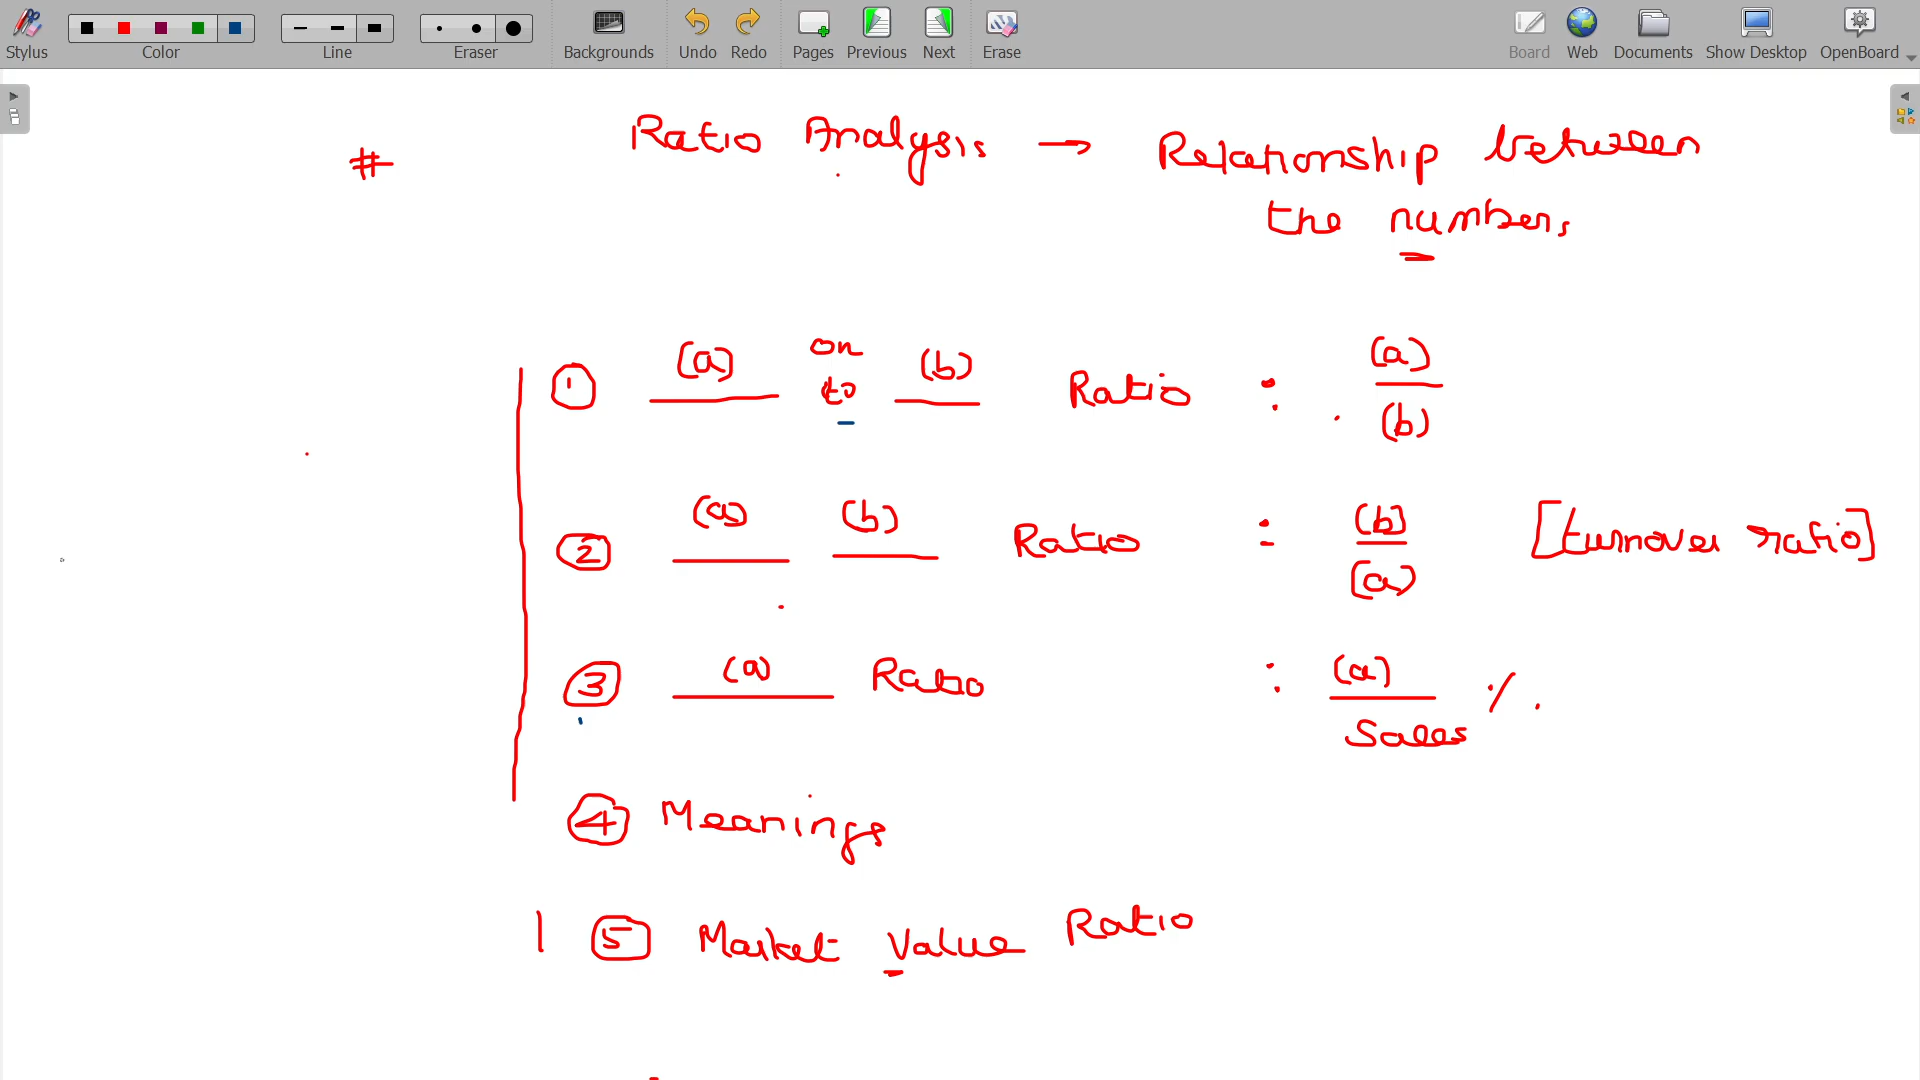 Stylus Color Line Eraser Backgrounds Undo Redo Pages Previous Next Erase Board Web Documents Show Desktop OpenBoard
# Ratio Analysis → Relationship between
the numbers
① (a) on to (b) Ratio : (a) / (b)
② (a) (b) Ratio : (b) / (a) [turnover ratio]
③ (a) Ratio : (a) / Sales %.
④ Meanings
⑤ Market Value Ratio